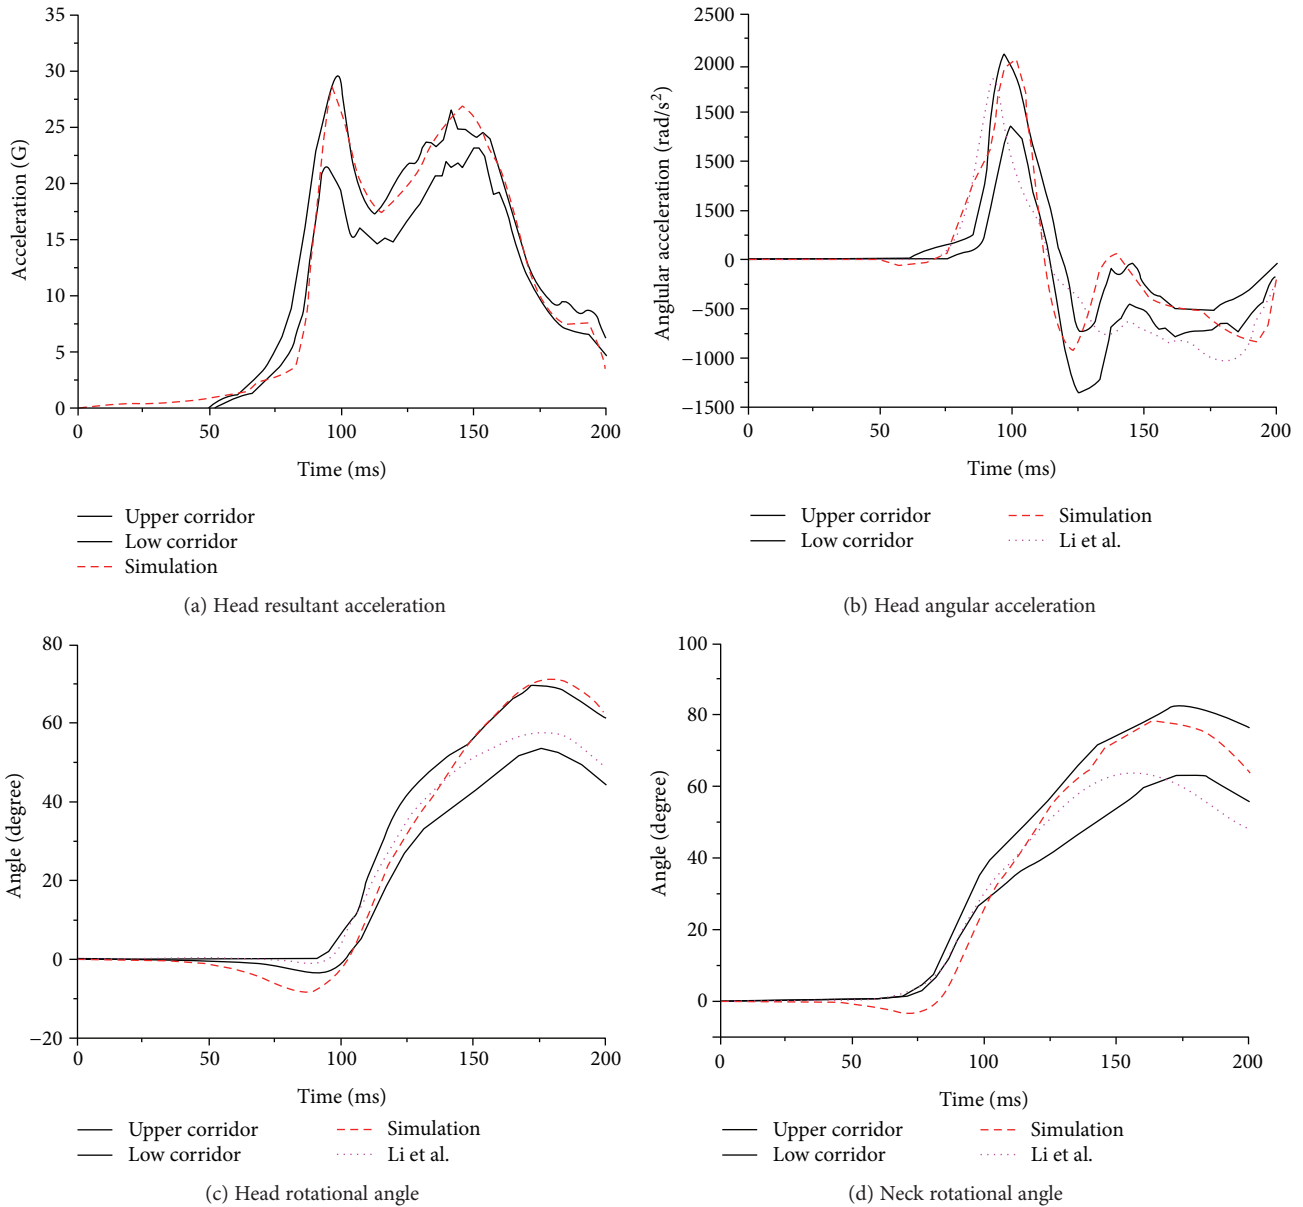 35
30
25
20
15
10
5
0
Acceleration (G)
0 50 100 150 200
Time (ms)
Upper corridor
Low corridor
Simulation
(a) Head resultant acceleration
2500
2000
1500
1500
1500
0
−500
−1000
−1500
Anglular acceleration (rad/s²)
0 50 100 150 200
Time (ms)
Upper corridor
Low corridor
Simulation
Li et al.
(b) Head angular acceleration
80
60
40
20
0
−20
Angle (degree)
0 50 100 150 200
Time (ms)
Upper corridor
Low corridor
Simulation
Li et al.
(c) Head rotational angle
100
80
60
40
20
0
Angle (degree)
0 50 100 150 200
Time (ms)
Upper corridor
Low corridor
Simulation
Li et al.
(d) Neck rotational angle